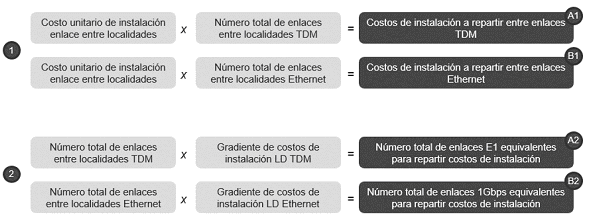 Costo unitario de instalación
enlace entre localidades
x
Número total de enlaces
entre localidades TDM
=
Costos de instalación a repartir entre enlaces
TDM
A1
1
Costo unitario de instalación
enlace entre localidades
x
Número total de enlaces
entre localidades Ethernet
=
Costos de instalación a repartir entre enlaces
Ethernet
B1
Número total de enlaces
entre localidades TDM
x
Gradiente de costos de
instalación LD TDM
=
Número total de enlaces E1 equivalentes
para repartir costos de instalación
A2
2
Número total de enlaces
entre localidades Ethernet
x
Gradiente de costos de
instalación LD Ethernet
=
Número total de enlaces 1Gbps equivalentes
para repartir costos de instalación
B2